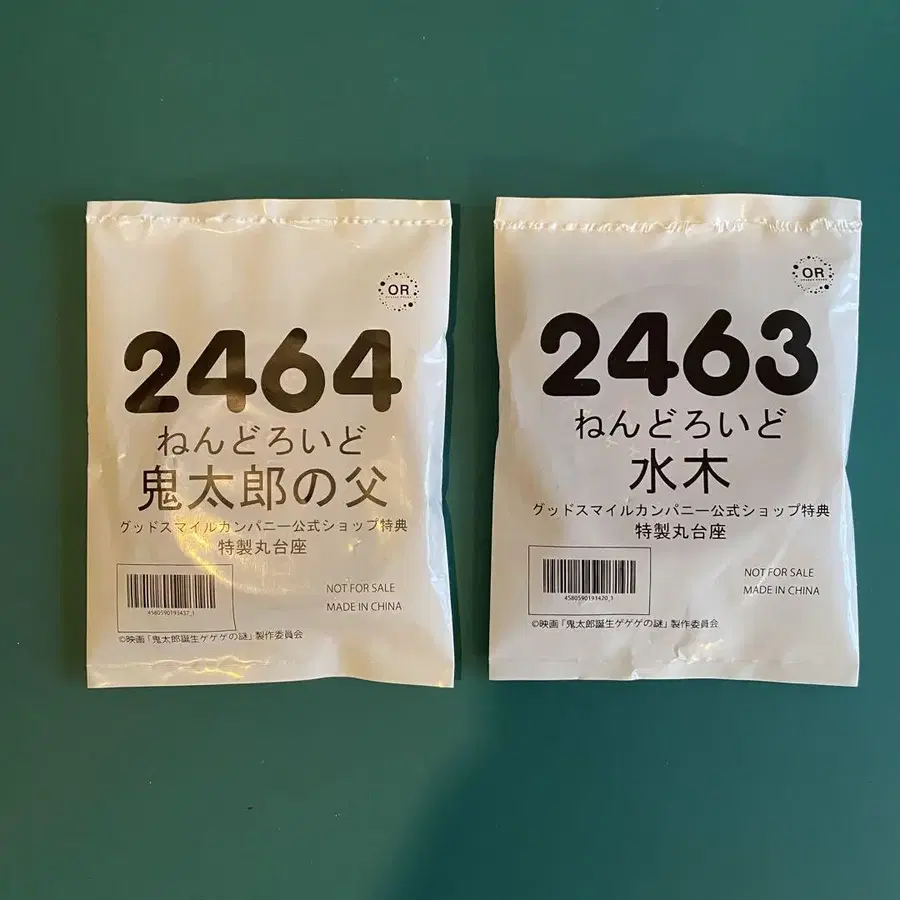 OR
2464
ねんどろいど
鬼太郎の父
グッドスマイルカンパニー公式ショップ特典
特製丸台座
4580590193437_1
NOT FOR SALE
MADE IN CHINA
©映画「鬼太郎誕生ゲゲゲの謎」製作委員会
OR
2463
ねんどろいど
水木
グッドスマイルカンパニー公式ショップ特典
特製丸台座
4580590193420_1
NOT FOR SALE
MADE IN CHINA
©映画「鬼太郎誕生ゲゲゲの謎」製作委員会